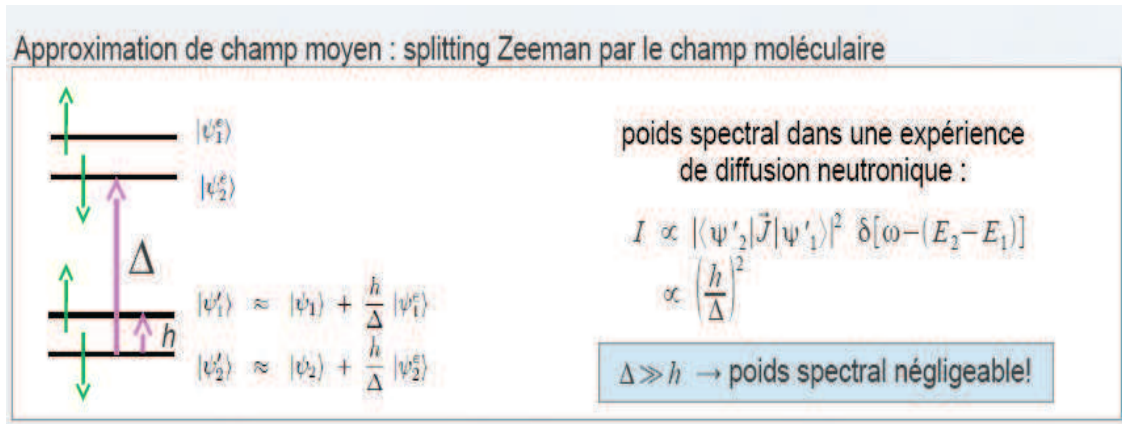 Approximation de champ moyen : splitting Zeeman par le champ moléculaire
|ψ₁ᵉ⟩
|ψ₂ᵉ⟩
Δ
h
|ψ'₁⟩ ≈ |ψ₁⟩ + h/Δ |ψ₁ᵉ⟩
|ψ'₂⟩ ≈ |ψ₂⟩ + h/Δ |ψ₂ᵉ⟩
poids spectral dans une expérience
de diffusion neutronique :
I ∝ |⟨ψ'₂|J⃗|ψ'₁⟩|² δ[ω−(E₂−E₁)]
∝ (h/Δ)²
Δ≫h → poids spectral négligeable!